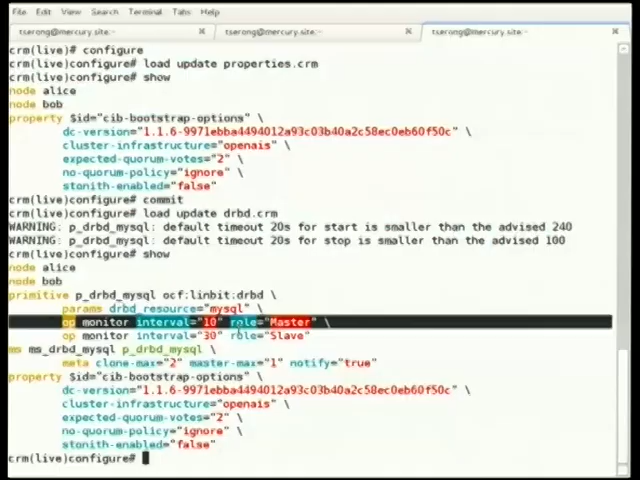 File Edit View Search Terminal Tabs Help
tserong@mercury.site:~ tserong@mercury.site:~ tserong@mercury.site:~
crm(live)# configure
crm(live)configure# load update properties.crm
crm(live)configure# show
node alice
node bob
property $id="cib-bootstrap-options" \
dc-version="1.1.6-9971ebba4494012a93c03b40a2c58ec0eb60f50c" \
cluster-infrastructure="openais" \
expected-quorum-votes="2" \
no-quorum-policy="ignore" \
stonith-enabled="false"
crm(live)configure# commit
crm(live)configure# load update drbd.crm
WARNING: p_drbd_mysql: default timeout 20s for start is smaller than the advised 240
WARNING: p_drbd_mysql: default timeout 20s for stop is smaller than the advised 100
crm(live)configure# show
node alice
node bob
primitive p_drbd_mysql ocf:linbit:drbd \
params drbd_resource="mysql" \
op monitor interval="10" role="Master" \
op monitor interval="30" role="Slave"
ms ms_drbd_mysql p_drbd_mysql \
meta clone-max="2" master-max="1" notify="true"
property $id="cib-bootstrap-options" \
dc-version="1.1.6-9971ebba4494012a93c03b40a2c58ec0eb60f50c" \
cluster-infrastructure="openais" \
expected-quorum-votes="2" \
no-quorum-policy="ignore" \
stonith-enabled="false"
crm(live)configure#